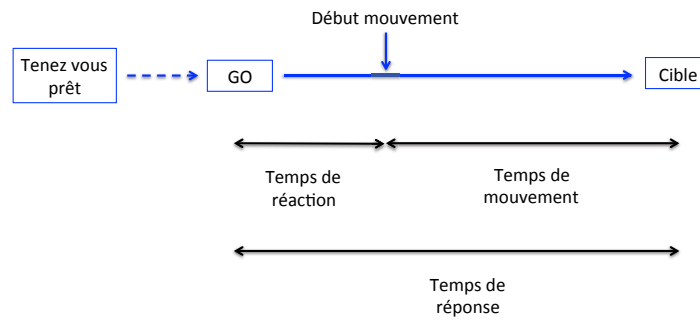 Début mouvement
Tenez vous
prêt
GO
Cible
Temps de
réaction
Temps de
mouvement
Temps de
réponse